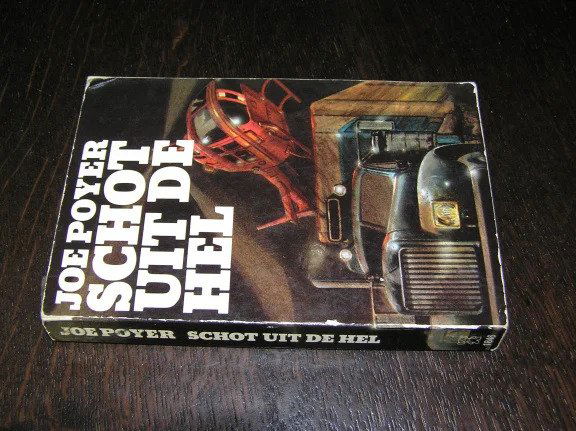 JOE POYER
SCHOT
UIT DE
HEL
JOE POYER SCHOT UIT DE HEL